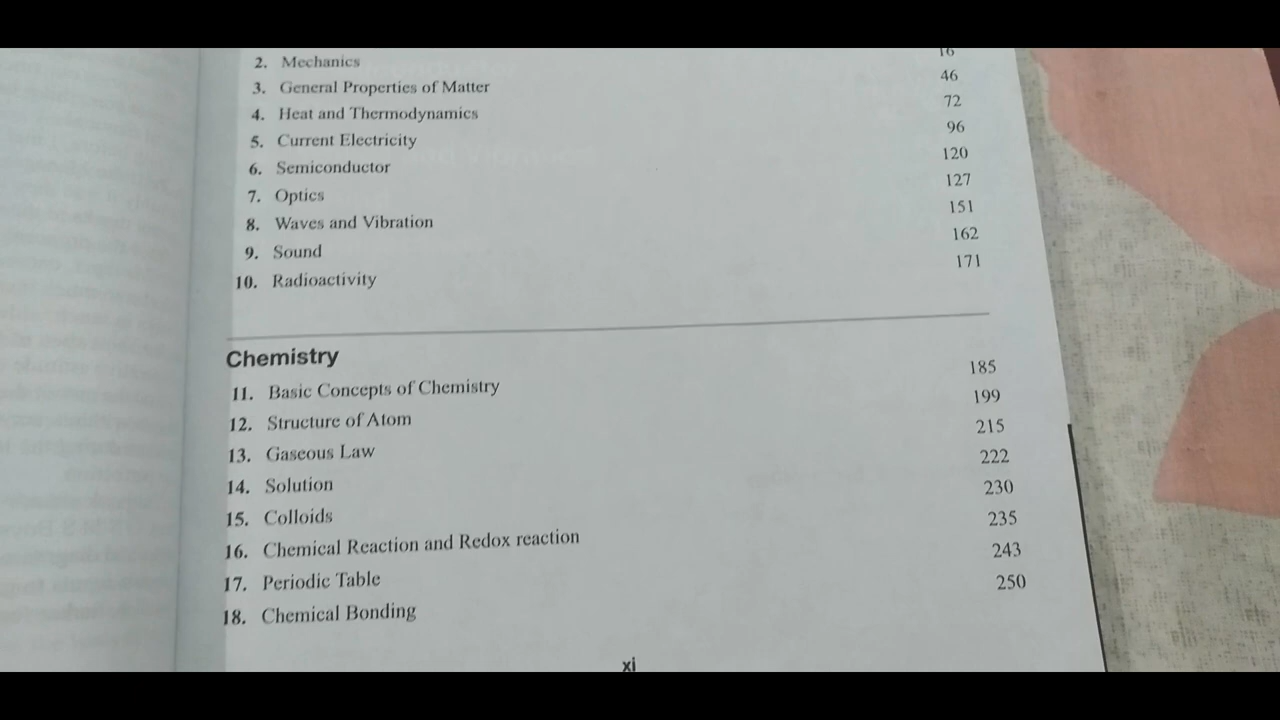 2. Mechanics 16
3. General Properties of Matter 46
4. Heat and Thermodynamics 72
5. Current Electricity 96
6. Semiconductor 120
7. Optics 127
8. Waves and Vibration 151
9. Sound 162
10. Radioactivity 171
Chemistry
11. Basic Concepts of Chemistry 185
12. Structure of Atom 199
13. Gaseous Law 215
14. Solution 222
15. Colloids 230
16. Chemical Reaction and Redox reaction 235
17. Periodic Table 243
18. Chemical Bonding 250
xi